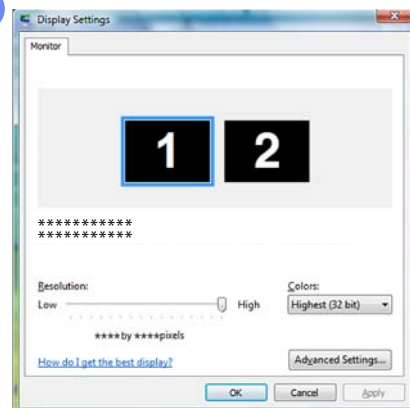 Display Settings
Monitor
1 2
***********
***********
Resolution: Colors:
Low High Highest (32 bit)
****by ****pixels
How do I get the best display? Advanced Settings...
OK Cancel Apply